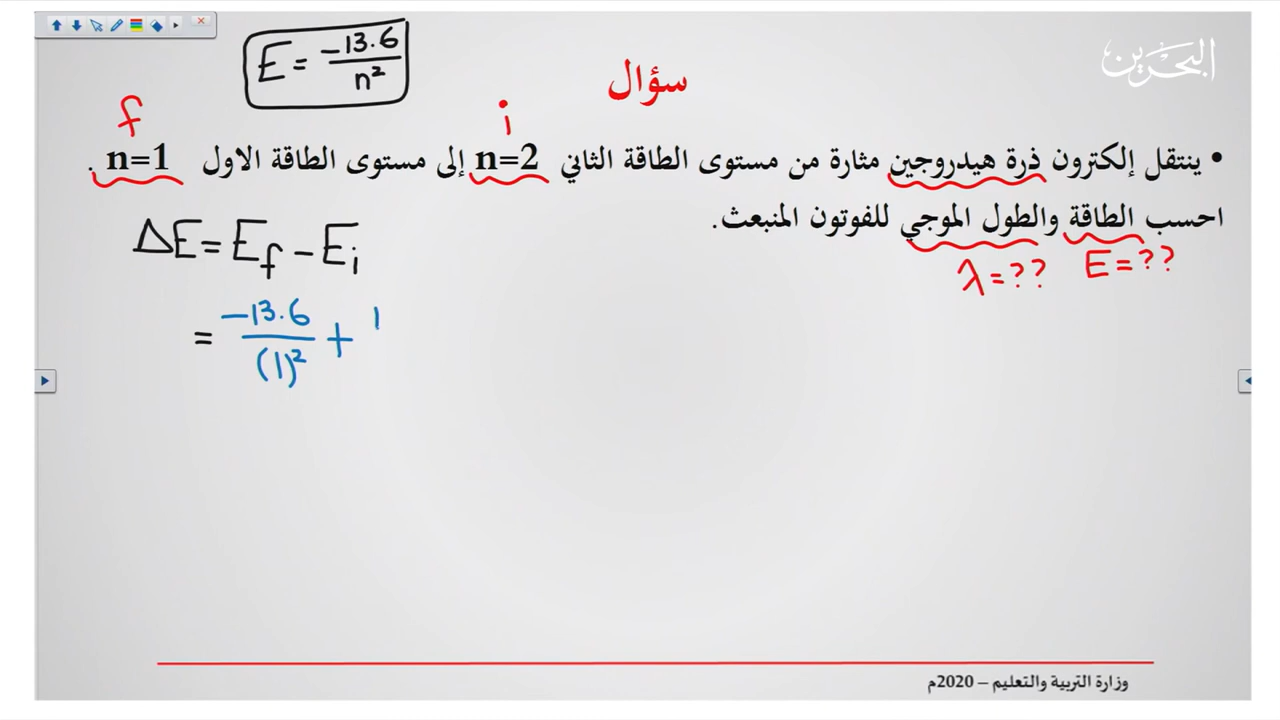 البحرين
E = -13.6 / n²
سؤال
f
i
• ينتقل إلكترون ذرة هيدروجين مثارة من مستوى الطاقة الثاني n=2 إلى مستوى الطاقة الاول n=1 .
احسب الطاقة والطول الموجي للفوتون المنبعث.
E = ??
λ = ??
ΔE = Ef - Ei
= -13.6 / (1)² + 1
وزارة التربية والتعليم – 2020م